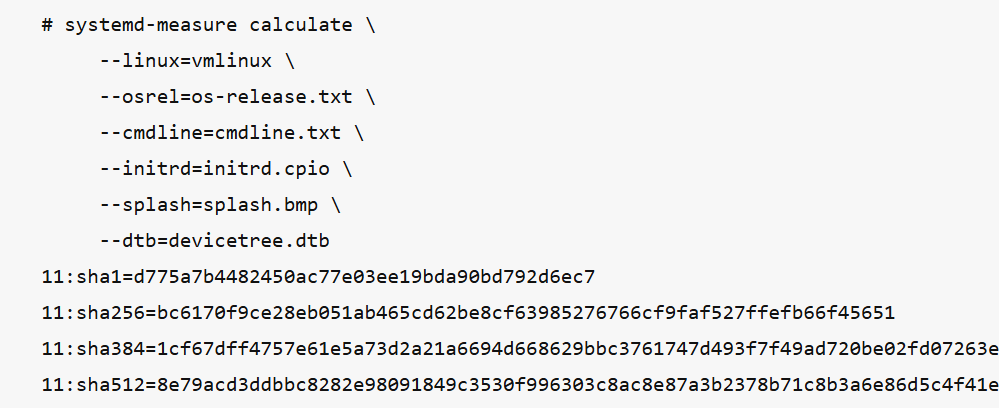 # systemd-measure calculate \
--linux=vmlinux \
--osrel=os-release.txt \
--cmdline=cmdline.txt \
--initrd=initrd.cpio \
--splash=splash.bmp \
--dtb=devicetree.dtb
11:sha1=d775a7b4482450ac77e03ee19bda90bd792d6ec7
11:sha256=bc6170f9ce28eb051ab465cd62be8cf63985276766cf9faf527ffefb66f45651
11:sha384=1cf67dff4757e61e5a73d2a21a6694d668629bbc3761747d493f7f49ad720be02fd07263e
11:sha512=8e79acd3ddbbc8282e98091849c3530f996303c8ac8e87a3b2378b71c8b3a6e86d5c4f41e